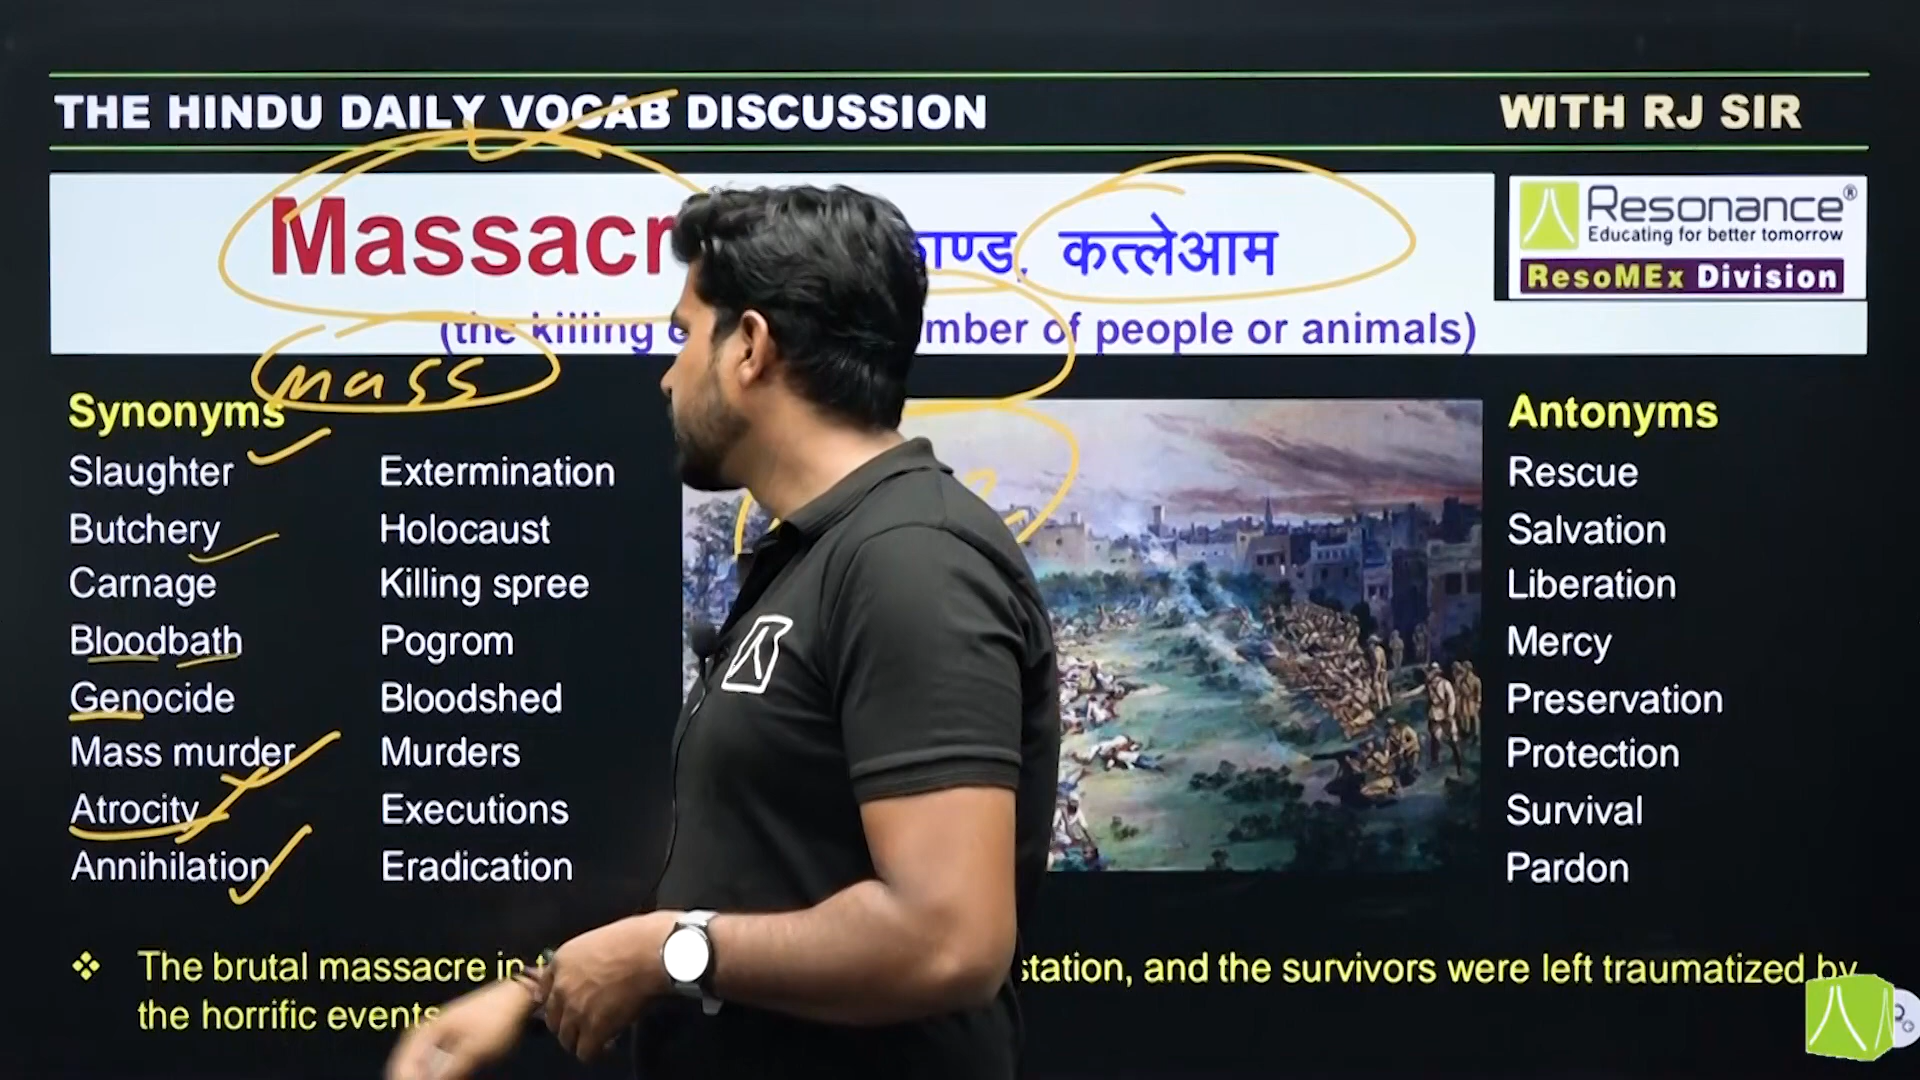 THE HINDU DAILY VOCAB DISCUSSION
WITH RJ SIR
कत्लेआम
Resonance®
Educating for better tomorrow
ResoMEx Division
(the killing of people or animals)
mass
Synonyms
Antonyms
Slaughter Extermination Rescue
Butchery Holocaust Salvation
Carnage Killing spree Liberation
Bloodbath Pogrom Mercy
Genocide Bloodshed Preservation
Mass murder Murders Protection
Atrocity Executions Survival
Annihilation Eradication Pardon
❖ The brutal massacre in and the survivors were left traumatized by
the horrific events